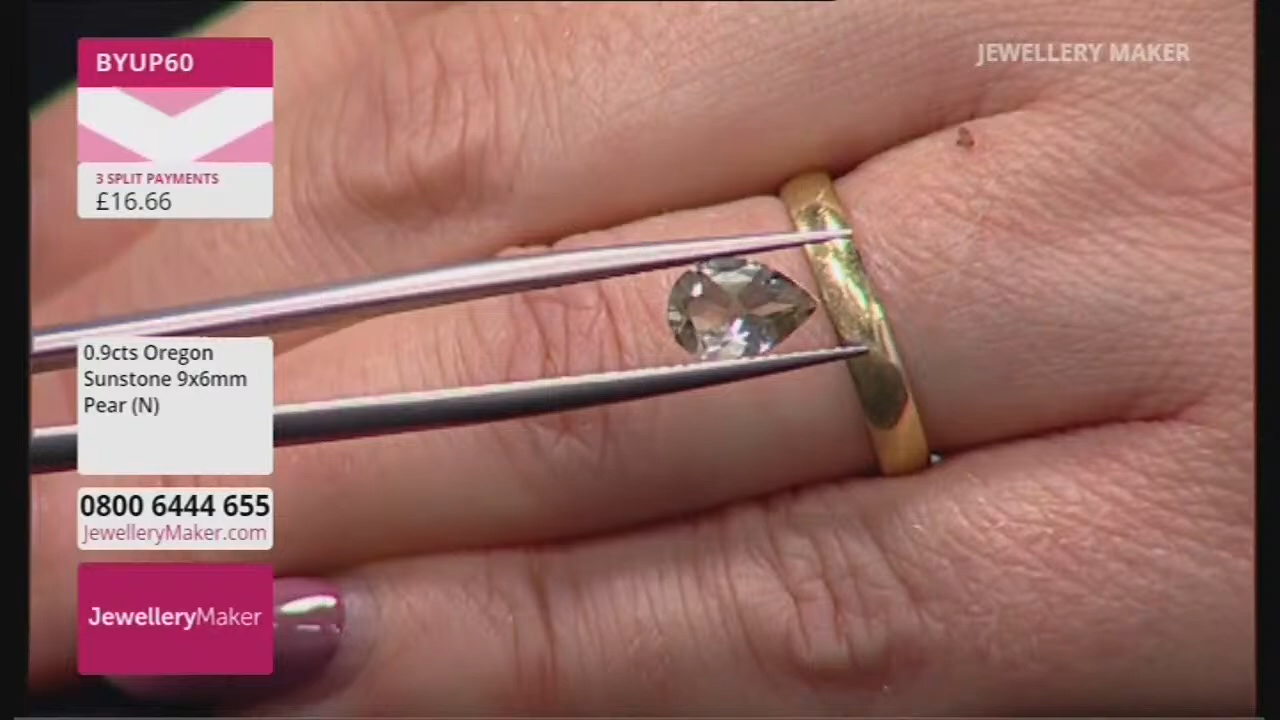 BYUP60
JEWELLERY MAKER
3 SPLIT PAYMENTS
£16.66
0.9cts Oregon
Sunstone 9x6mm
Pear (N)
0800 6444 655
JewelleryMaker.com
JewelleryMaker